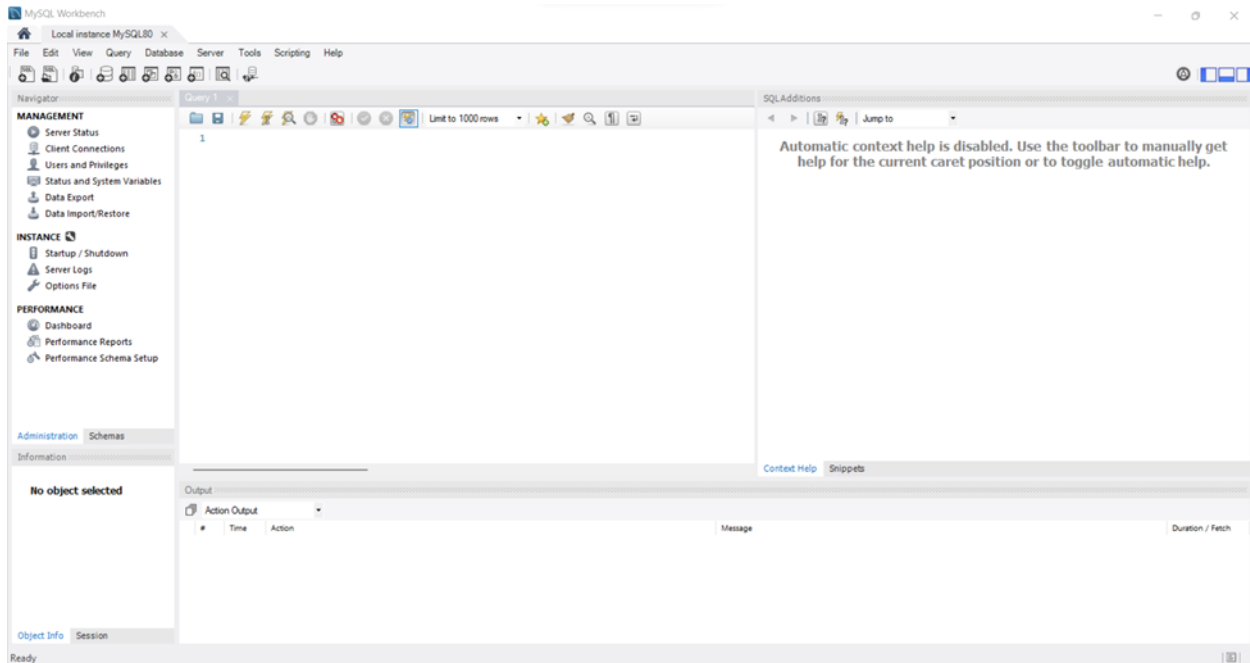 MySQL Workbench
Local instance MySQL80
File Edit View Query Database Server Tools Scripting Help
Navigator
MANAGEMENT
Server Status
Client Connections
Users and Privileges
Status and System Variables
Data Export
Data Import/Restore
INSTANCE
Startup / Shutdown
Server Logs
Options File
PERFORMANCE
Dashboard
Performance Reports
Performance Schema Setup
Administration Schemas
Information
No object selected
Object Info Session
Query 1
Limit to 1000 rows
1
SQLAdditions
Jump to
Automatic context help is disabled. Use the toolbar to manually get
help for the current caret position or to toggle automatic help.
Context Help Snippets
Output
Action Output
# Time Action Message Duration / Fetch
Ready